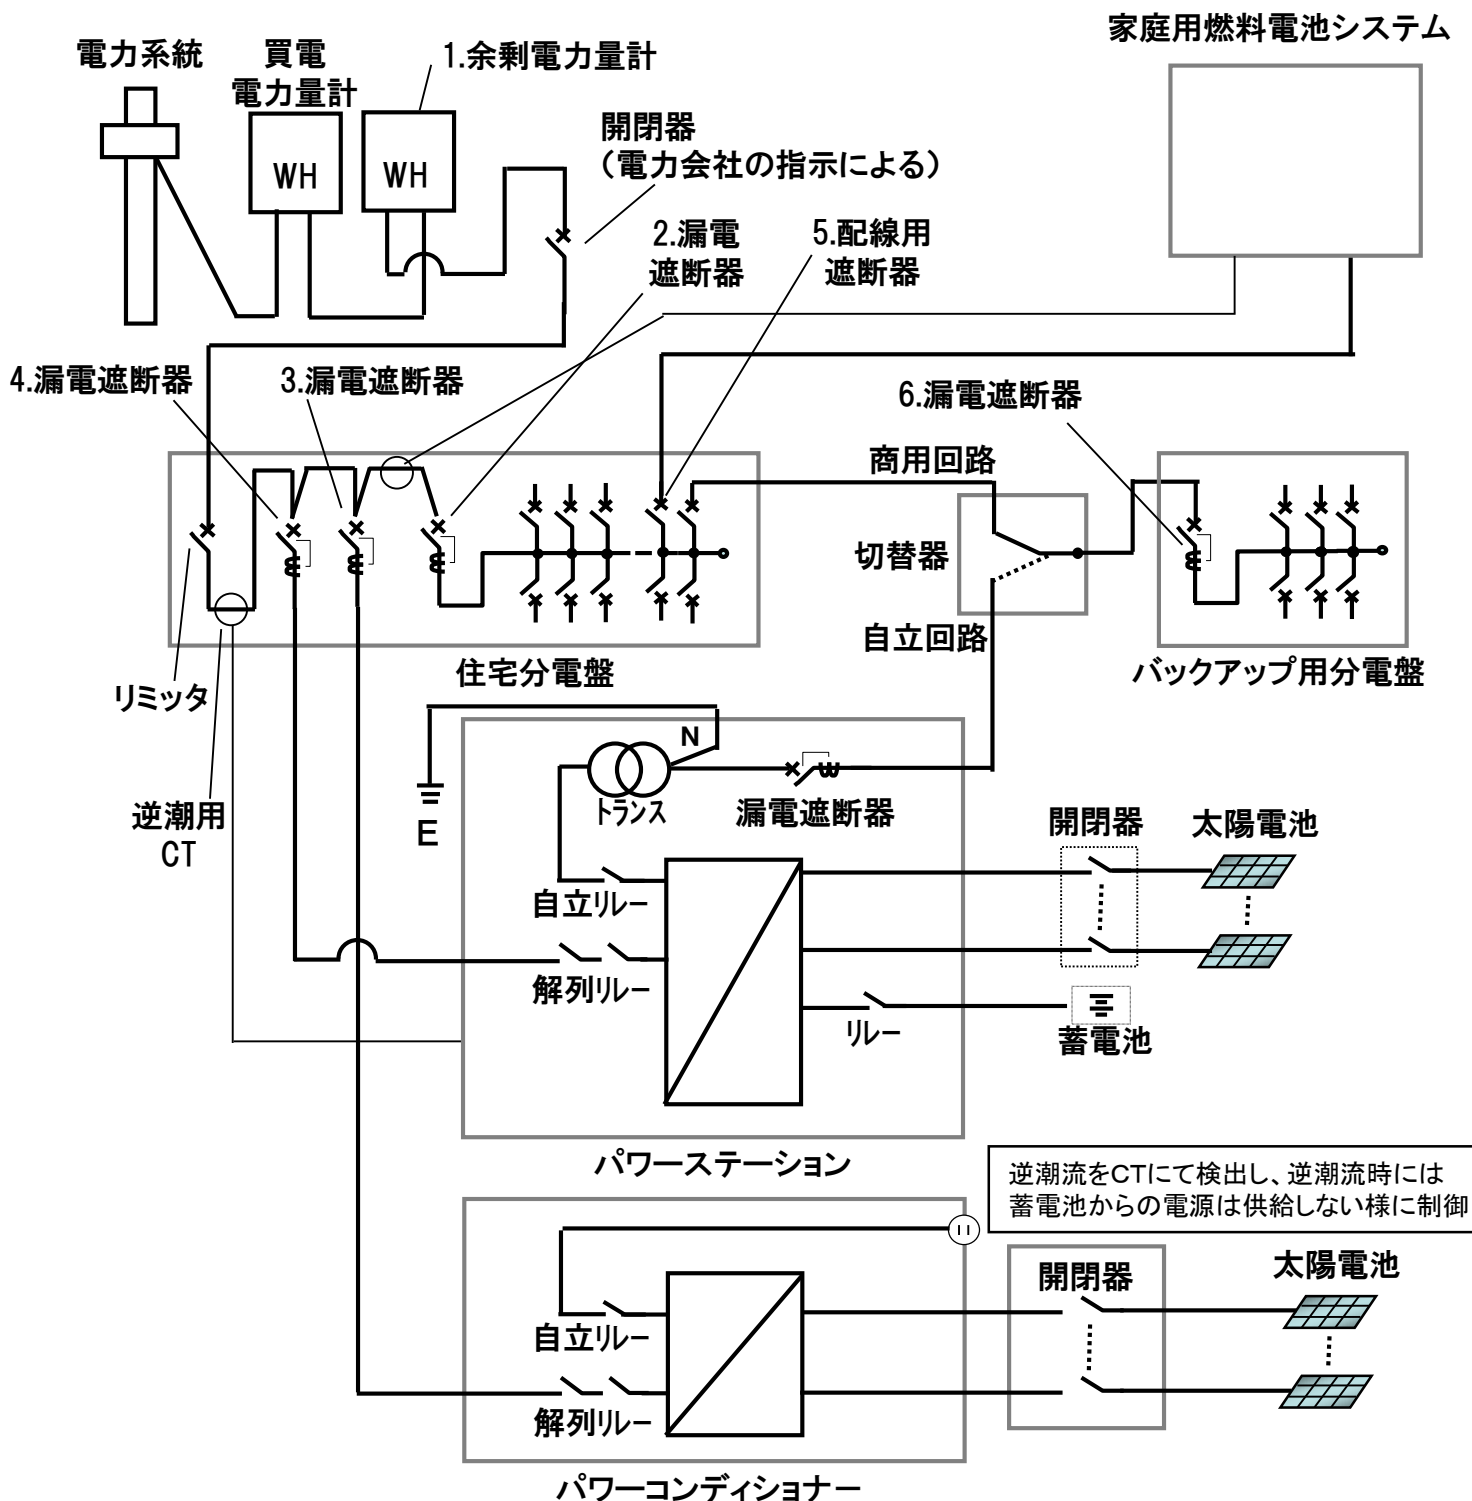 家庭用燃料電池システム
電力系統
買電
電力量計
1.余剰電力量計
開閉器
(電力会社の指示による)
WH
WH
2.漏電
遮断器
5.配線用
遮断器
4.漏電遮断器
3.漏電遮断器
6.漏電遮断器
商用回路
切替器
自立回路
住宅分電盤
バックアップ用分電盤
リミッタ
N
トランス
漏電遮断器
E
逆潮用
CT
開閉器
太陽電池
自立リレー
解列リレー
リレー
蓄電池
パワーステーション
逆潮流をCTにて検出し、逆潮流時には
蓄電池からの電源は供給しない様に制御
開閉器
太陽電池
自立リレー
解列リレー
パワーコンディショナー